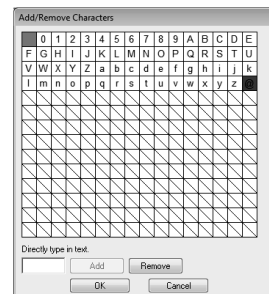 Add/Remove Characters
0 1 2 3 4 5 6 7 8 9 A B C D E
F G H I J K L M N O P Q R S T U
V W X Y Z a b c d e f g h i j k
l m n o p q r s t u v w x y z @
Directly type in text.
Add Remove
OK Cancel